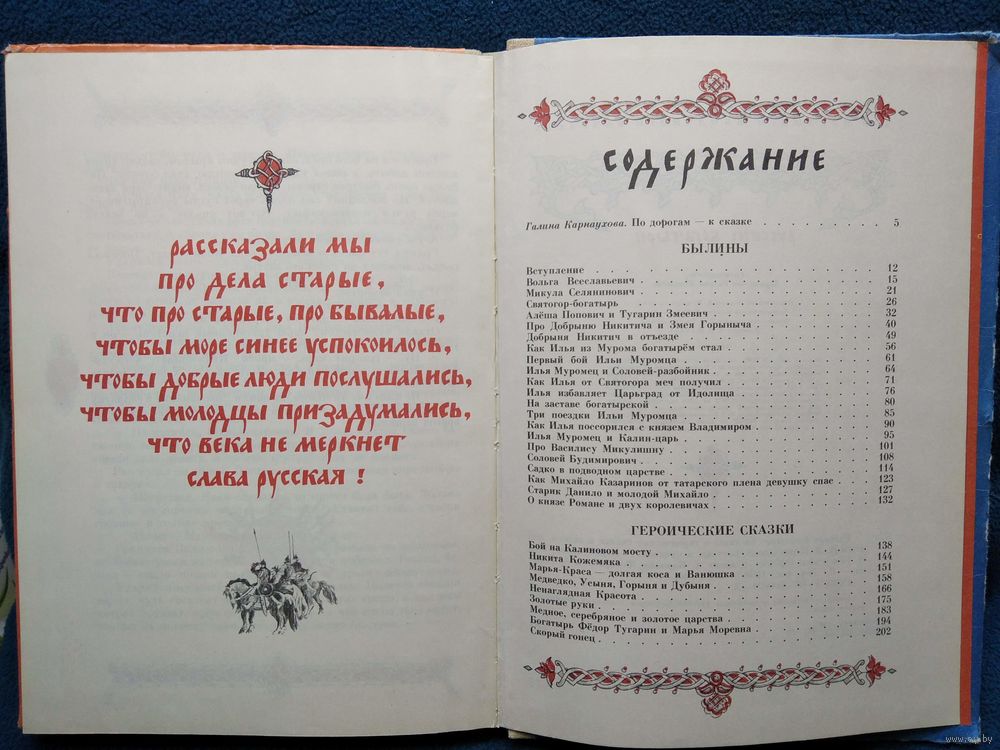 Рассказали мы
про дела старые,
что про старые, про бывалые,
чтобы море синее успокоилось,
чтобы добрые люди послушались,
чтобы молодцы призадумались,
что века не меркнет
слава русская!
Содержание
Галина Карнаухова. По дорогам — к сказке . . . . . . . . . 5
БЫЛИНЫ
Вступление . . . . . . . . . 12
Вольга Всеславьевич . . . . . . . . . 15
Микула Селянинович . . . . . . . . . 21
Святогор-богатырь . . . . . . . . . 26
Алёша Попович и Тугарин Змеевич . . . . . . . . . 32
Про Добрыню Никитича и Змея Горыныча . . . . . . . . . 40
Добрыня Никитич в отъезде . . . . . . . . . 49
Как Илья из Мурома богатырём стал . . . . . . . . . 56
Первый бой Ильи Муромца . . . . . . . . . 61
Илья Муромец и Соловей-разбойник . . . . . . . . . 64
Как Илья от Святогора меч получил . . . . . . . . . 71
Илья избавляет Царьград от Идолища . . . . . . . . . 76
На заставе богатырской . . . . . . . . . 80
Три поездки Ильи Муромца . . . . . . . . . 85
Как Илья поссорился с князем Владимиром . . . . . . . . . 90
Илья Муромец и Калин-царь . . . . . . . . . 95
Про Василису Микулишну . . . . . . . . . 101
Соловей Будимирович . . . . . . . . . 108
Садко в подводном царстве . . . . . . . . . 114
Как Михайло Казаринов от татарского плена девушку спас . . . . 123
Старик Данило и молодой Михайло . . . . . . . . . 127
О князе Романе и двух королевичах . . . . . . . . . 132
ГЕРОИЧЕСКИЕ СКАЗКИ
Бой на Калиновом мосту . . . . . . . . . 138
Никита Кожемяка . . . . . . . . . 144
Марья-Краса — долгая коса и Ванюшка . . . . . . . . . 151
Медведко, Усыня, Горыня и Дубыня . . . . . . . . . 158
Ненаглядная Красота . . . . . . . . . 166
Золотые руки . . . . . . . . . 175
Медное, серебряное и золотое царства . . . . . . . . . 183
Богатырь Фёдор Тугарин и Марья Моревна . . . . . . . . . 194
Скорый гонец . . . . . . . . . 202